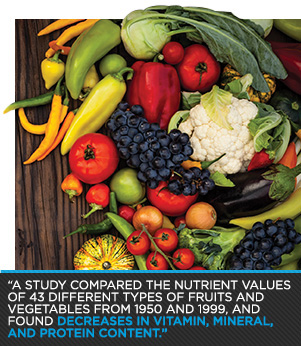 “A STUDY COMPARED THE NUTRIENT VALUES
OF 43 DIFFERENT TYPES OF FRUITS AND
VEGETABLES FROM 1950 AND 1999, AND
FOUND DECREASES IN VITAMIN, MINERAL,
AND PROTEIN CONTENT.”